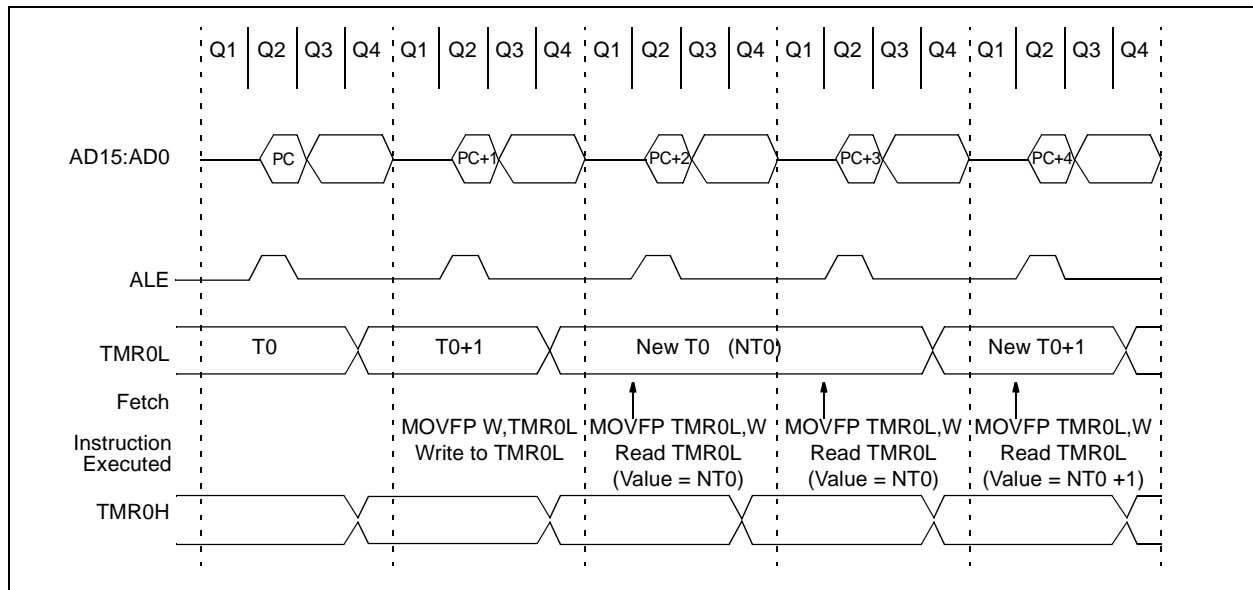 Q1 Q2 Q3 Q4 Q1 Q2 Q3 Q4 Q1 Q2 Q3 Q4 Q1 Q2 Q3 Q4 Q1 Q2 Q3 Q4
AD15:AD0 PC PC+1 PC+2 PC+3 PC+4
ALE
TMR0L T0 T0+1 New T0 (NT0) New T0+1
Fetch
MOVFP W,TMR0L MOVFP TMR0L,W MOVFP TMR0L,W MOVFP TMR0L,W
Instruction Write to TMR0L Read TMR0L Read TMR0L Read TMR0L
Executed (Value = NT0) (Value = NT0) (Value = NT0 +1)
TMR0H